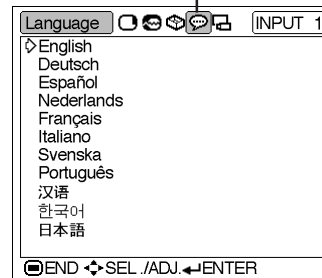 Language INPUT 1
English
Deutsch
Español
Nederlands
Français
Italiano
Svenska
Português
汉语
한국어
日本語
END SEL./ADJ. ENTER